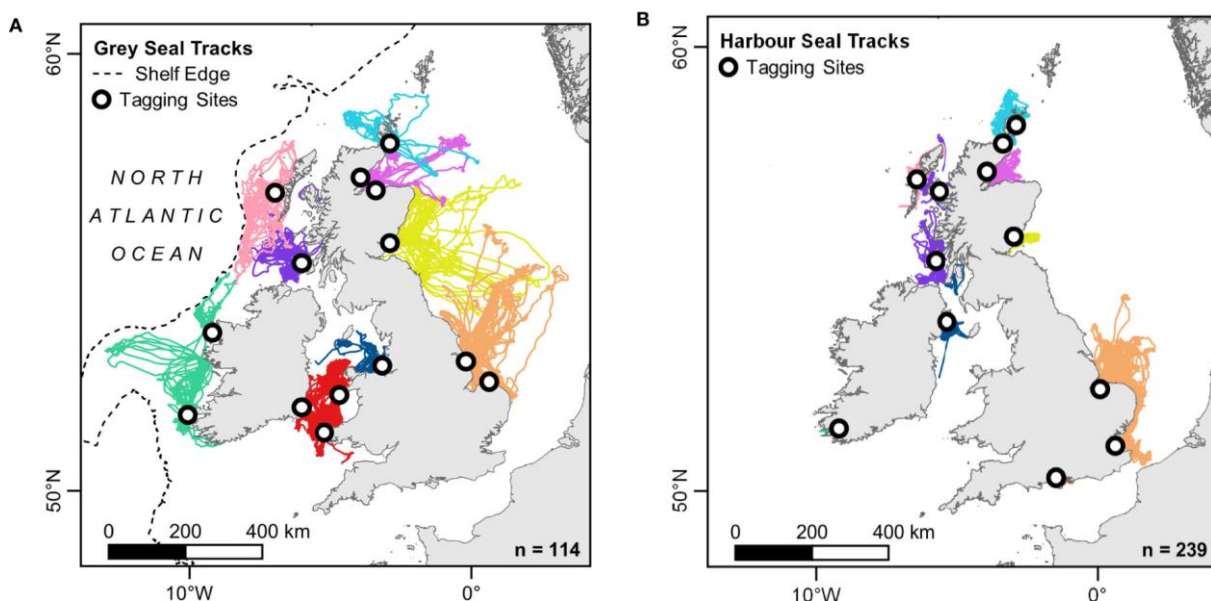 A
60°N
Grey Seal Tracks
Shelf Edge
Tagging Sites
NORTH
ATLANTIC
OCEAN
50°N
0 200 400 km
n = 114
10°W 0°
B
60°N
Harbour Seal Tracks
Tagging Sites
50°N
0 200 400 km
n = 239
10°W 0°